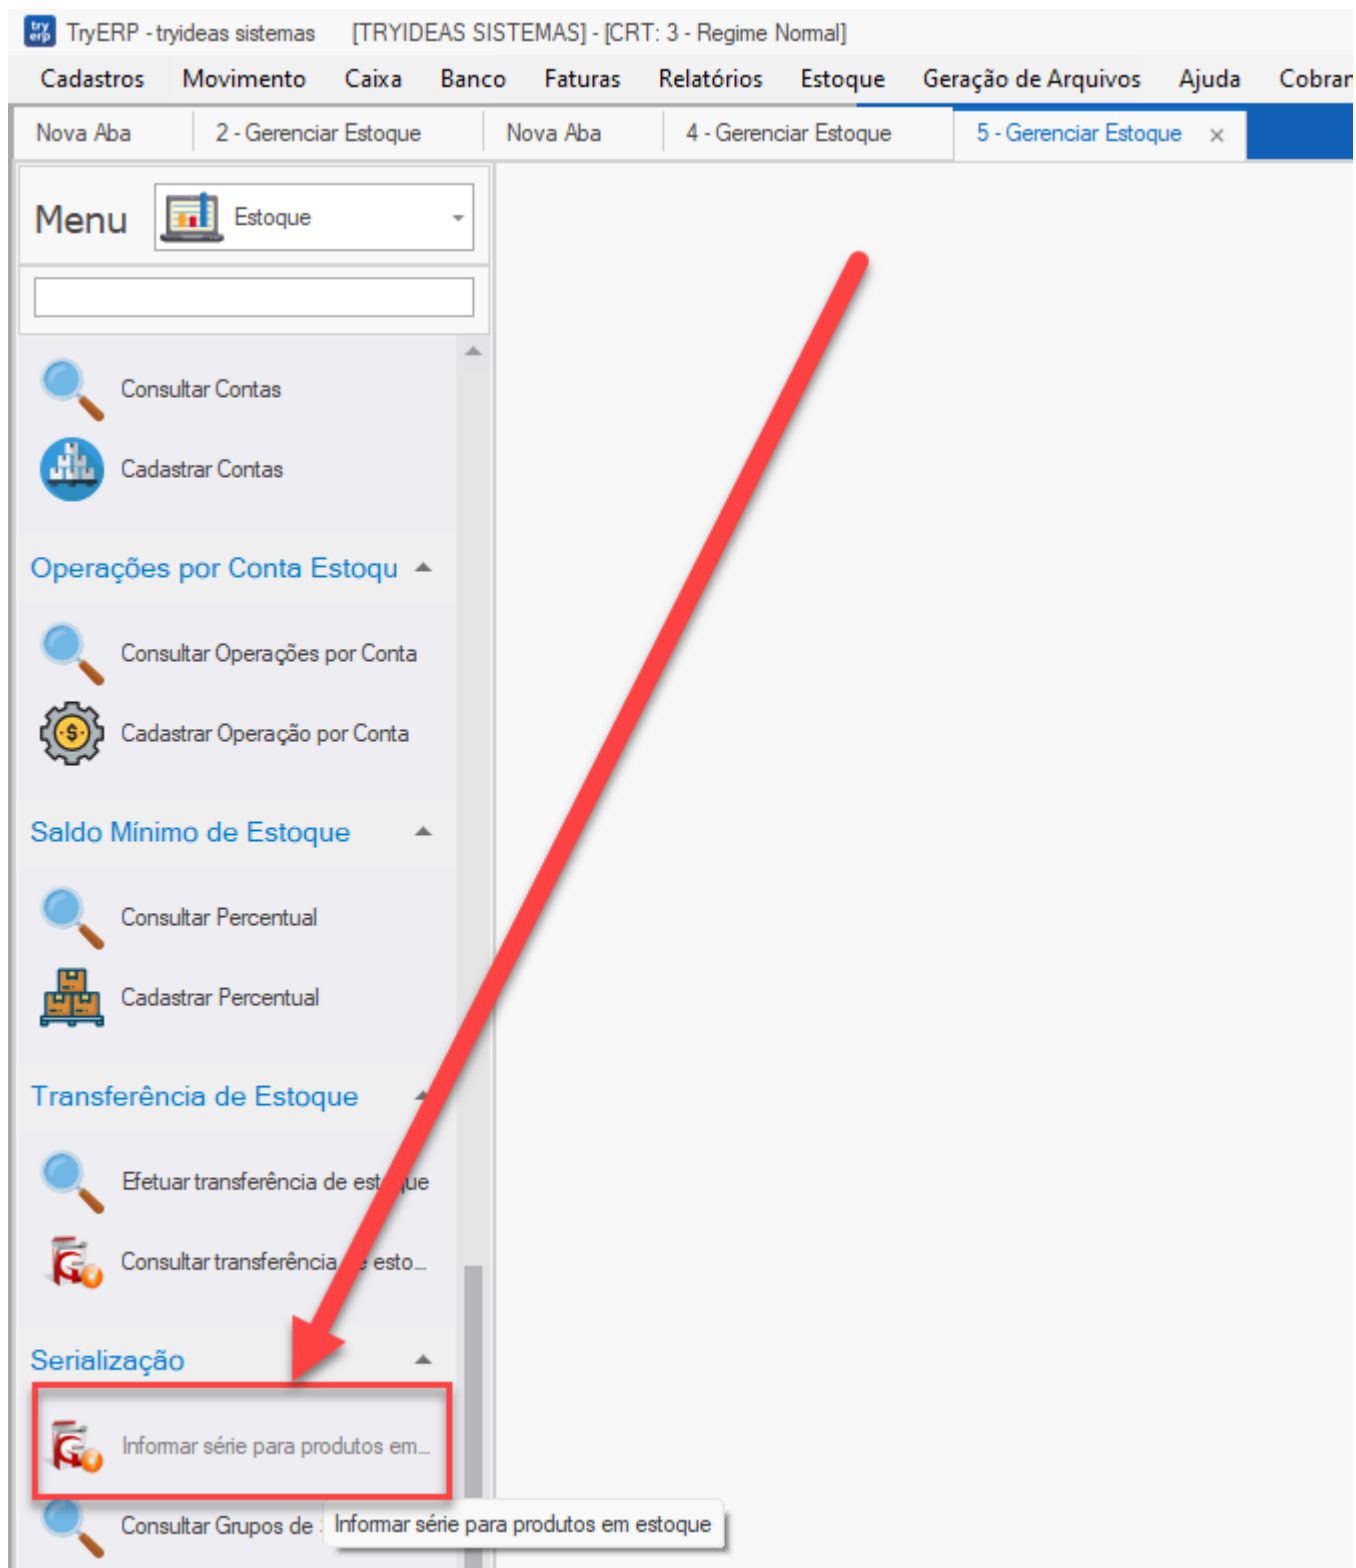 try erp TryERP - tryideas sistemas [TRYIDEAS SISTEMAS] - [CRT: 3 - Regime Normal]
Cadastros Movimento Caixa Banco Faturas Relatórios Estoque Geração de Arquivos Ajuda Cobran
Nova Aba 2 - Gerenciar Estoque Nova Aba 4 - Gerenciar Estoque 5 - Gerenciar Estoque ×
Menu Estoque
Consultar Contas
Cadastrar Contas
Operações por Conta Estoqu
Consultar Operações por Conta
Cadastrar Operação por Conta
Saldo Mínimo de Estoque
Consultar Percentual
Cadastrar Percentual
Transferência de Estoque
Efetuar transferência de estoque
Consultar transferência de esto...
Serialização
Informar série para produtos em...
Consultar Grupos de
Informar série para produtos em estoque